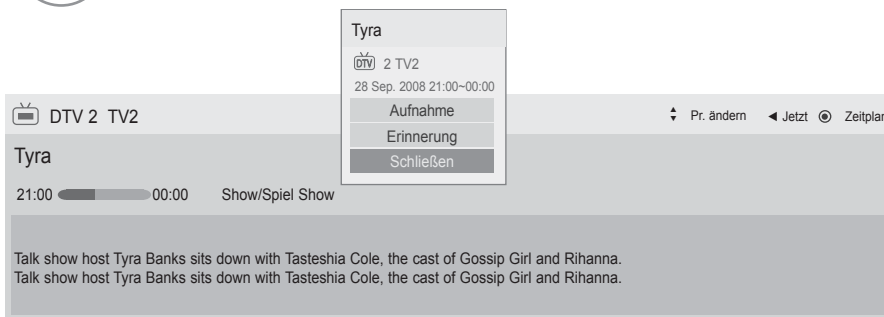 Tyra
DTV 2 TV2
28 Sep. 2008 21:00~00:00
Aufnahme
Erinnerung
Schließen
DTV 2 TV2
Pr. ändern Jetzt Zeitplan
Tyra
21:00 00:00 Show/Spiel Show
Talk show host Tyra Banks sits down with Tasteshia Cole, the cast of Gossip Girl and Rihanna.
Talk show host Tyra Banks sits down with Tasteshia Cole, the cast of Gossip Girl and Rihanna.